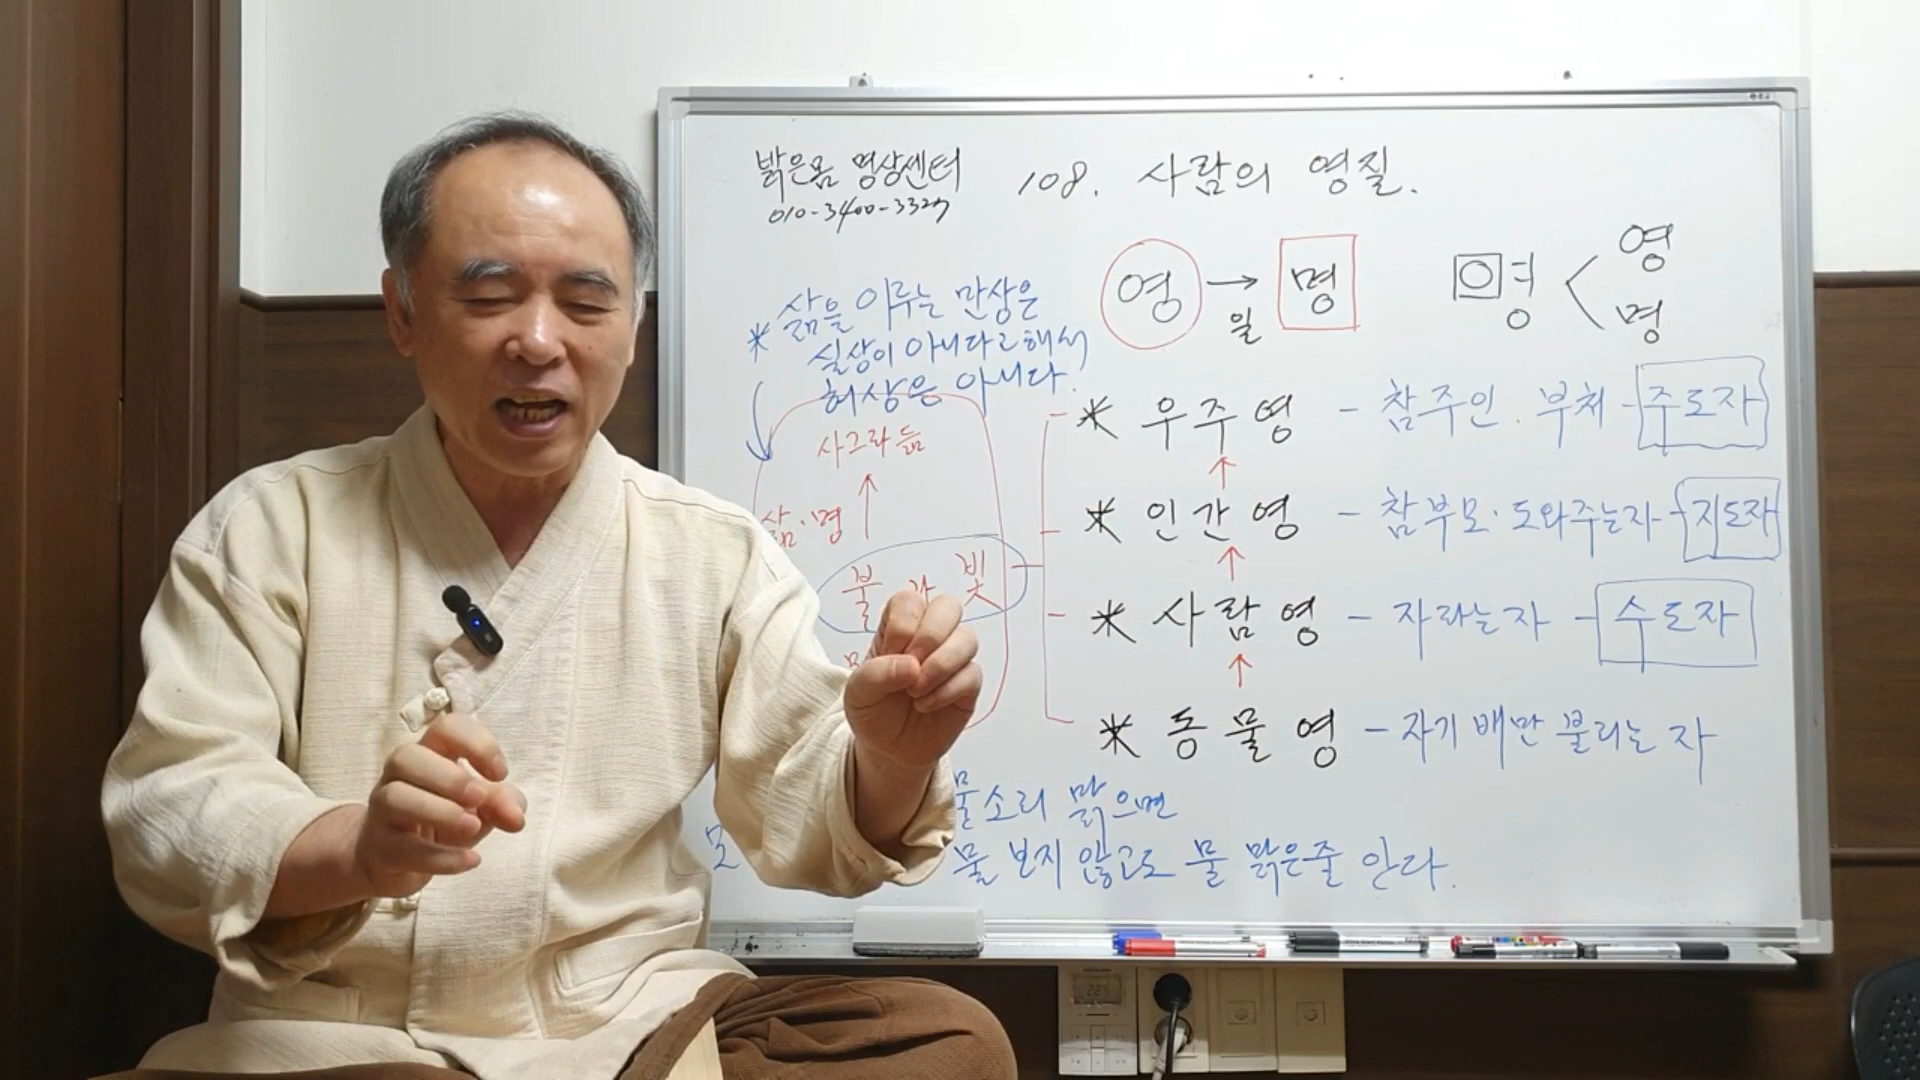 밝은몸 명상센터
010-3400-3327
108. 사람의 영질.
영 → 명
일
영
명
* 삶을 이루는 만상은
실상이 아니다고해서
허상은 아니다.
사그라듬
삶·명
불 과 빛
* 우주영 - 참주인. 부처 - 주도자
* 인간영 - 참부모. 도와주는자 - 지도자
* 사람영 - 자라는자 - 수도자
* 동물영 - 자기 배만 불리는 자
물소리 맑으면
물 보지 않고도 물 맑은줄 안다.